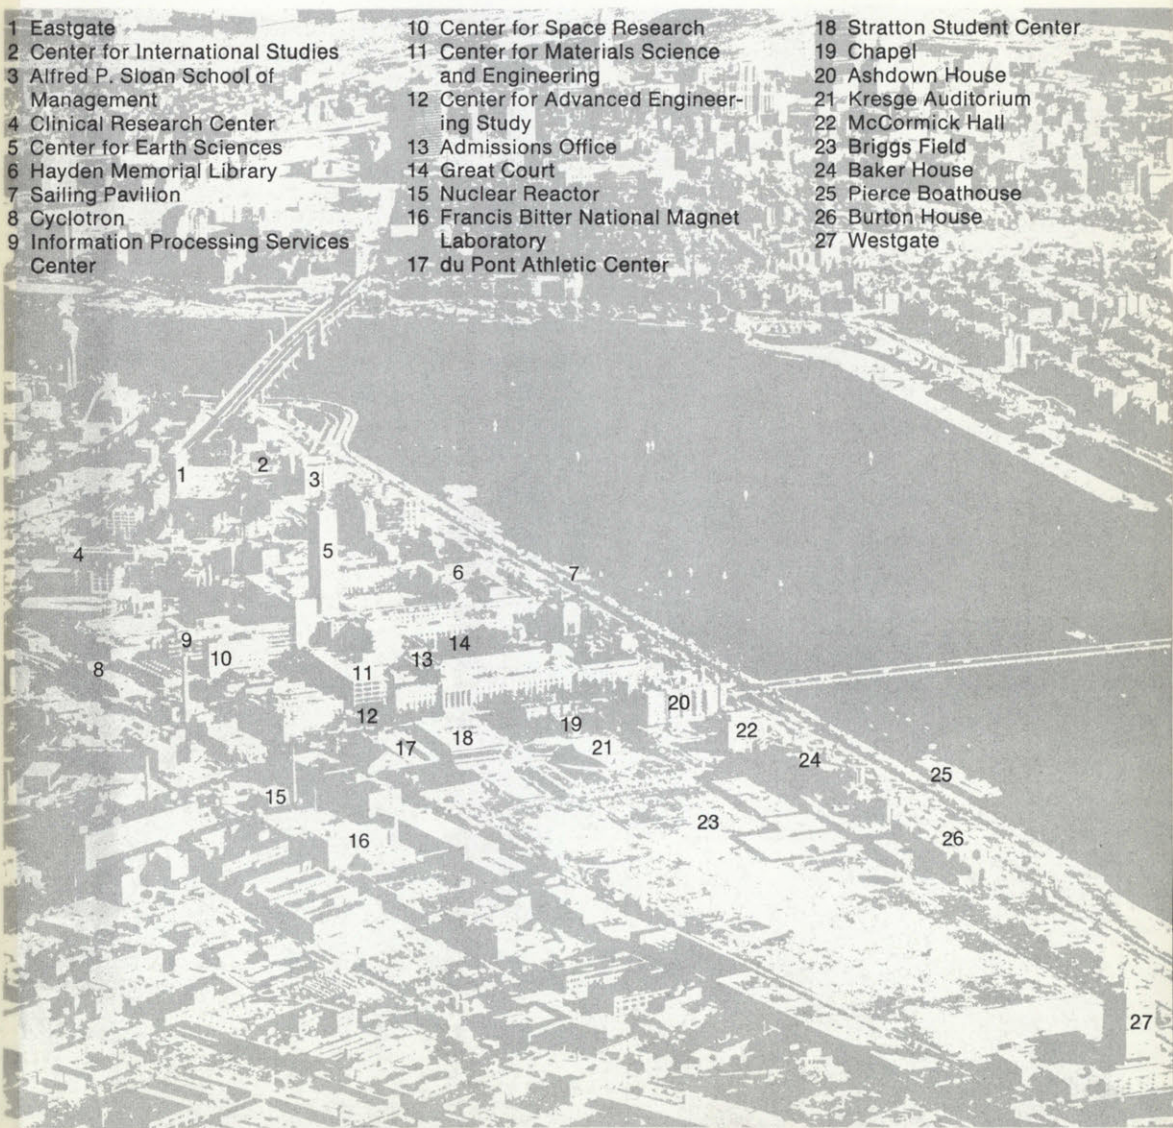 1 Eastgate
2 Center for International Studies
3 Alfred P. Sloan School of
Management
4 Clinical Research Center
5 Center for Earth Sciences
6 Hayden Memorial Library
7 Sailing Pavilion
8 Cyclotron
9 Information Processing Services
Center
10 Center for Space Research
11 Center for Materials Science
and Engineering
12 Center for Advanced Engineer-
ing Study
13 Admissions Office
14 Great Court
15 Nuclear Reactor
16 Francis Bitter National Magnet
Laboratory
17 du Pont Athletic Center
18 Stratton Student Center
19 Chapel
20 Ashdown House
21 Kresge Auditorium
22 McCormick Hall
23 Briggs Field
24 Baker House
25 Pierce Boathouse
26 Burton House
27 Westgate
1
2
3
4
5
6
7
8
9
10
11
12
13
14
15
16
17
18
19
20
21
22
23
24
25
26
27